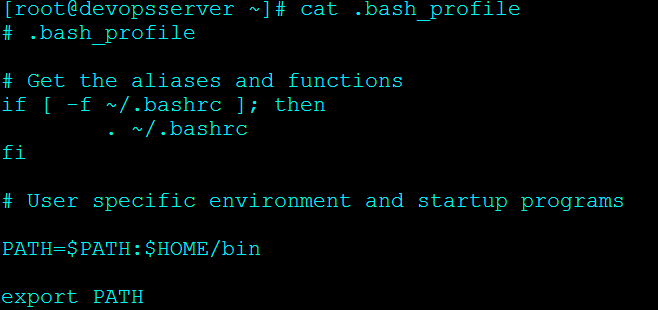 [root@devopsserver ~]# cat .bash_profile
# .bash_profile
# Get the aliases and functions
if [ -f ~/.bashrc ]; then
        . ~/.bashrc
fi
# User specific environment and startup programs
PATH=$PATH:$HOME/bin
export PATH